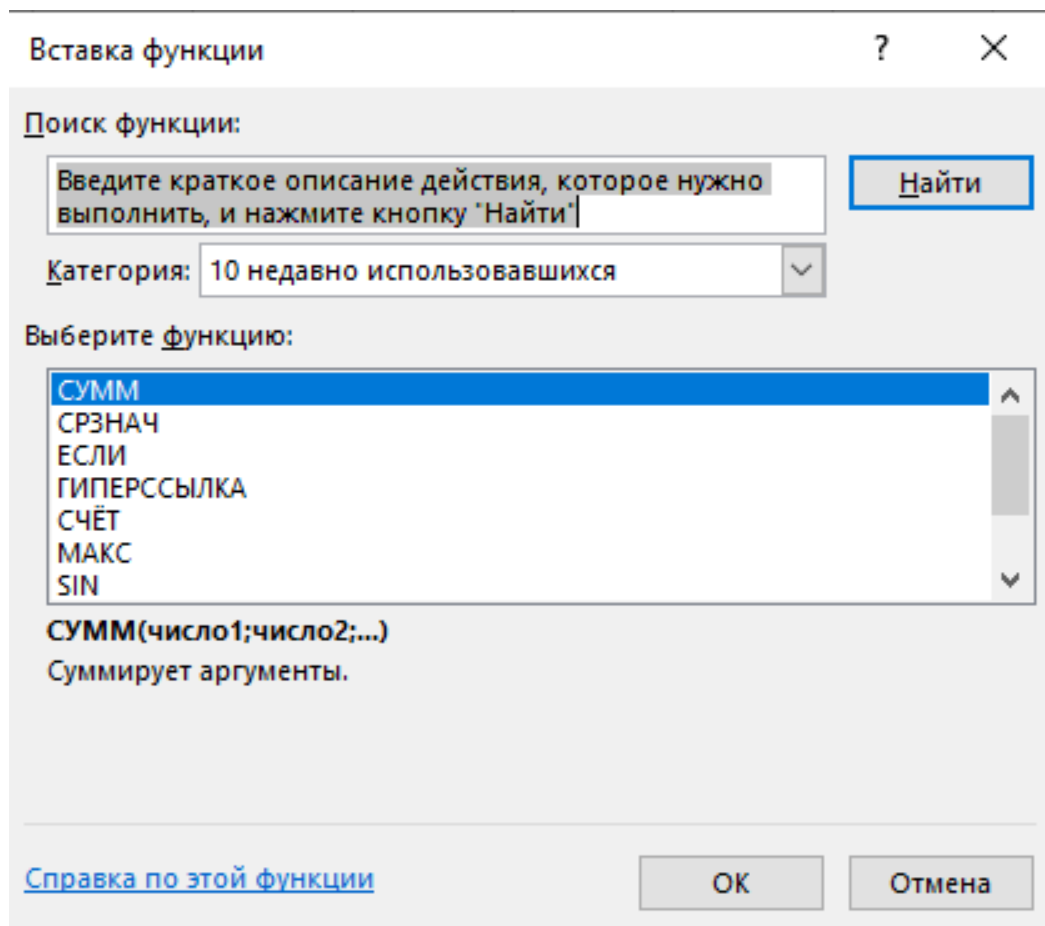 Вставка функции
?
Поиск функции:
Введите краткое описание действия, которое нужно
выполнить, и нажмите кнопку "Найти"
Найти
Категория: 10 недавно использовавшихся
Выберите функцию:
СУММ
СРЗНАЧ
ЕСЛИ
ГИПЕРССЫЛКА
СЧЁТ
МАКС
SIN
СУММ(число1;число2;...)
Суммирует аргументы.
Справка по этой функции
ОК
Отмена